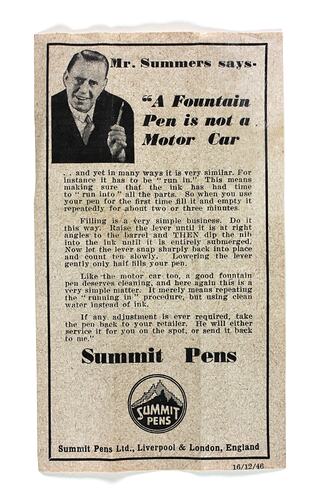 Mr. Summers says-
"A Fountain
Pen is not a
Motor Car
. . . and yet in many ways it is very similar. For
instance it has to be "run in." This means
making sure that the ink has had time
to "run into" all the parts. So when you use
your pen for the first time fill it and empty it
repeatedly for about two or three minutes
Filling is a very simple business. Do it
this way. Raise the lever until it is at right
angles to the barrel and THEN dip the nib
into the ink until it is entirely submerged.
Now let the lever snap sharply back into place
and count ten slowly. Lowering the lever
gently only half fills your pen.
Like the motor car too, a good fountain
pen deserves cleaning, and here again this is a
very simple matter. It merely means repeating
the "running in" procedure, but using clean
water instead of ink.
If any adjustment is ever required, take
the pen back to your retailer. He will either
service it for you on the spot, or send it back
to me."
Summit Pens
SUMMIT
PENS
Summit Pens Ltd., Liverpool & London, England
16/12/46